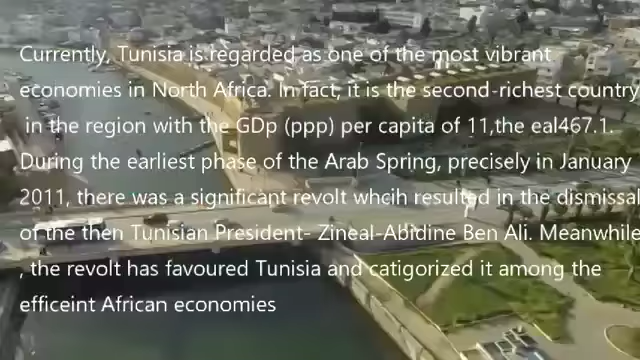 Currently, Tunisia is regarded as one of the most vibrant
economies in North Africa. In fact, it is the second-richest country
in the region with the GDp (ppp) per capita of 11,the eal467.1.
During the earliest phase of the Arab Spring, precisely in January
2011, there was a significant revolt whcih resulted in the dismissal
of the then Tunisian President- Zineal-Abidine Ben Ali. Meanwhile
, the revolt has favoured Tunisia and catigorized it among the
efficeint African economies